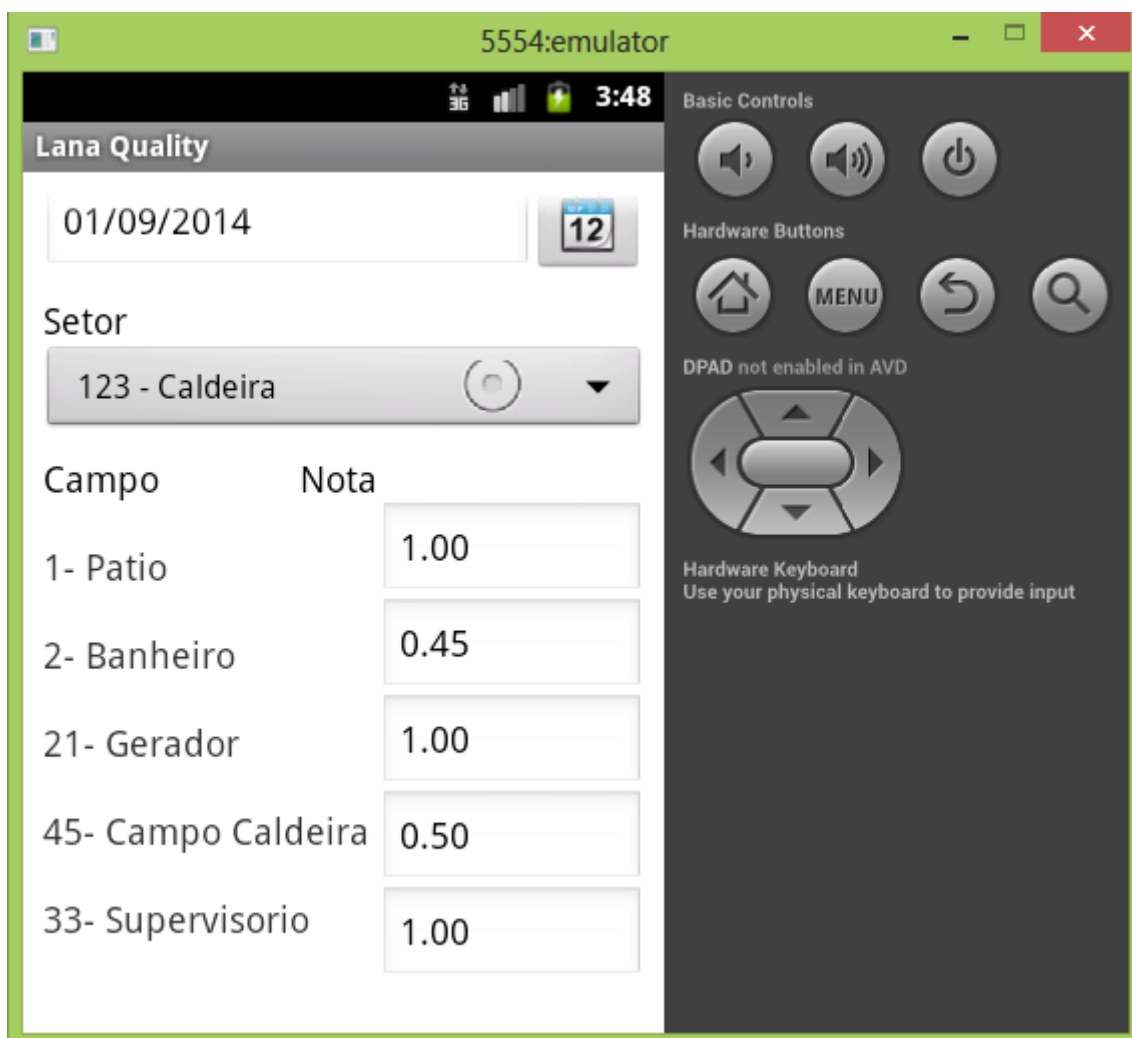 5554:emulator
3G 3:48
Lana Quality
01/09/2014
12
Setor
123 - Caldeira
Campo Nota
1- Patio 1.00
2- Banheiro 0.45
21- Gerador 1.00
45- Campo Caldeira 0.50
33- Supervisorio 1.00
Basic Controls
Hardware Buttons
MENU
DPAD not enabled in AVD
Hardware Keyboard
Use your physical keyboard to provide input